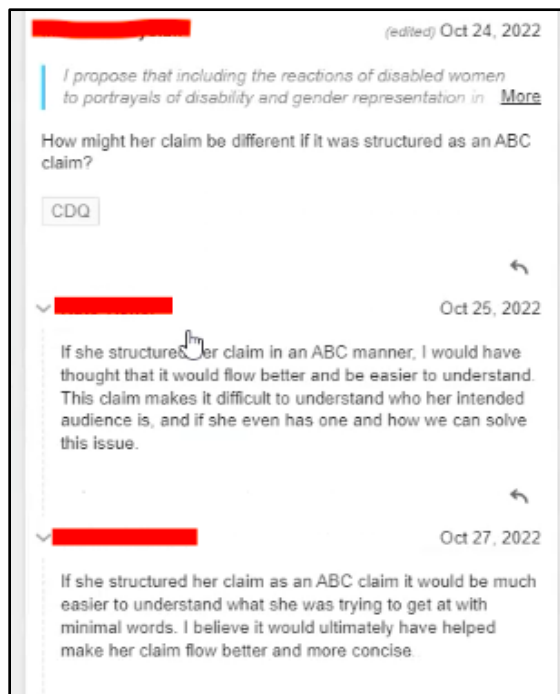 (edited) Oct 24, 2022
I propose that including the reactions of disabled women
to portrayals of disability and gender representation in More
How might her claim be different if it was structured as an ABC
claim?
CDQ
Oct 25, 2022
If she structured her claim in an ABC manner, I would have
thought that it would flow better and be easier to understand.
This claim makes it difficult to understand who her intended
audience is, and if she even has one and how we can solve
this issue.
Oct 27, 2022
If she structured her claim as an ABC claim it would be much
easier to understand what she was trying to get at with
minimal words. I believe it would ultimately have helped
make her claim flow better and more concise.